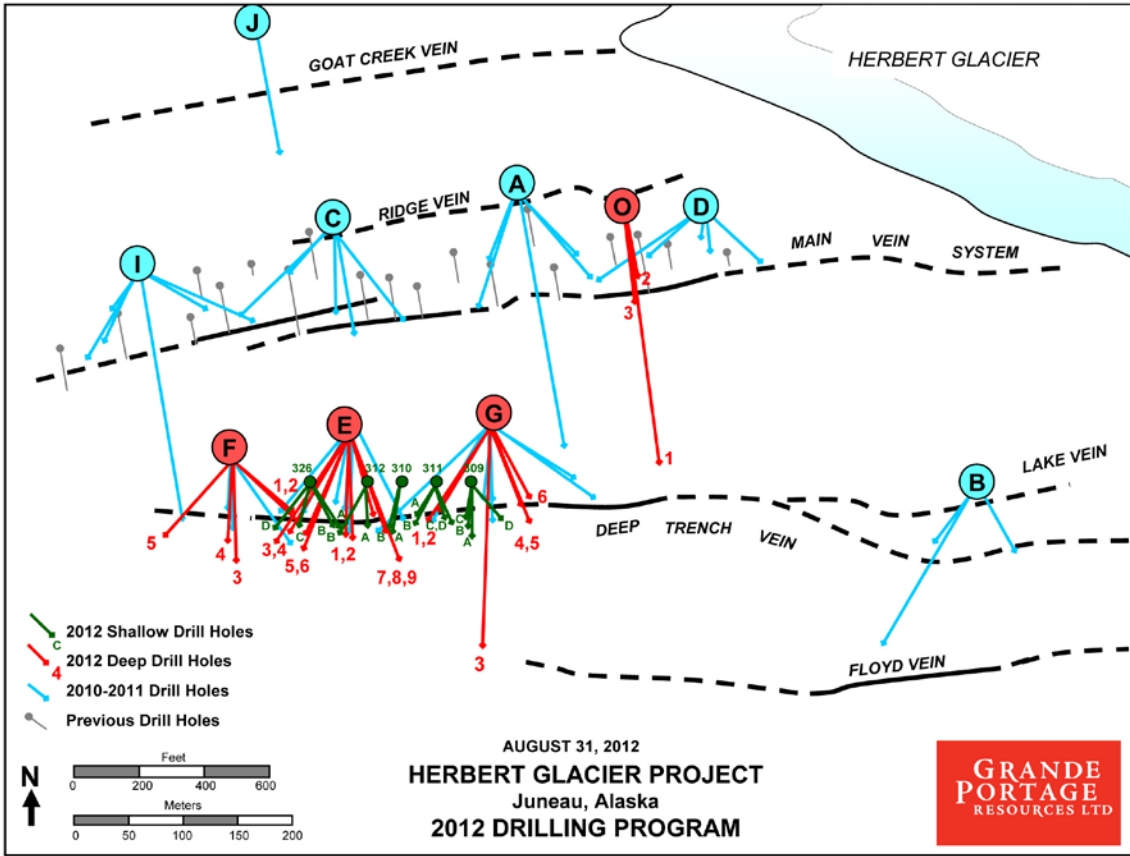 J
GOAT CREEK VEIN
HERBERT GLACIER
A
RIDGE VEIN
O
D
C
MAIN VEIN SYSTEM
I
2
3
G
E
F
1
326
312
310
311
309
1,2
6
B
LAKE VEIN
D
C
B
A
B
A
B
A
A
B
C,D
C
B
A
D
DEEP TRENCH VEIN
5
4
3
3,4
5,6
1,2
7,8,9
1,2
4,5
3
FLOYD VEIN
C
2012 Shallow Drill Holes
4
2012 Deep Drill Holes
2010-2011 Drill Holes
Previous Drill Holes
N
Feet
0 200 400 600
Meters
0 50 100 150 200
AUGUST 31, 2012
HERBERT GLACIER PROJECT
Juneau, Alaska
2012 DRILLING PROGRAM
GRANDE
PORTAGE
RESOURCES LTD